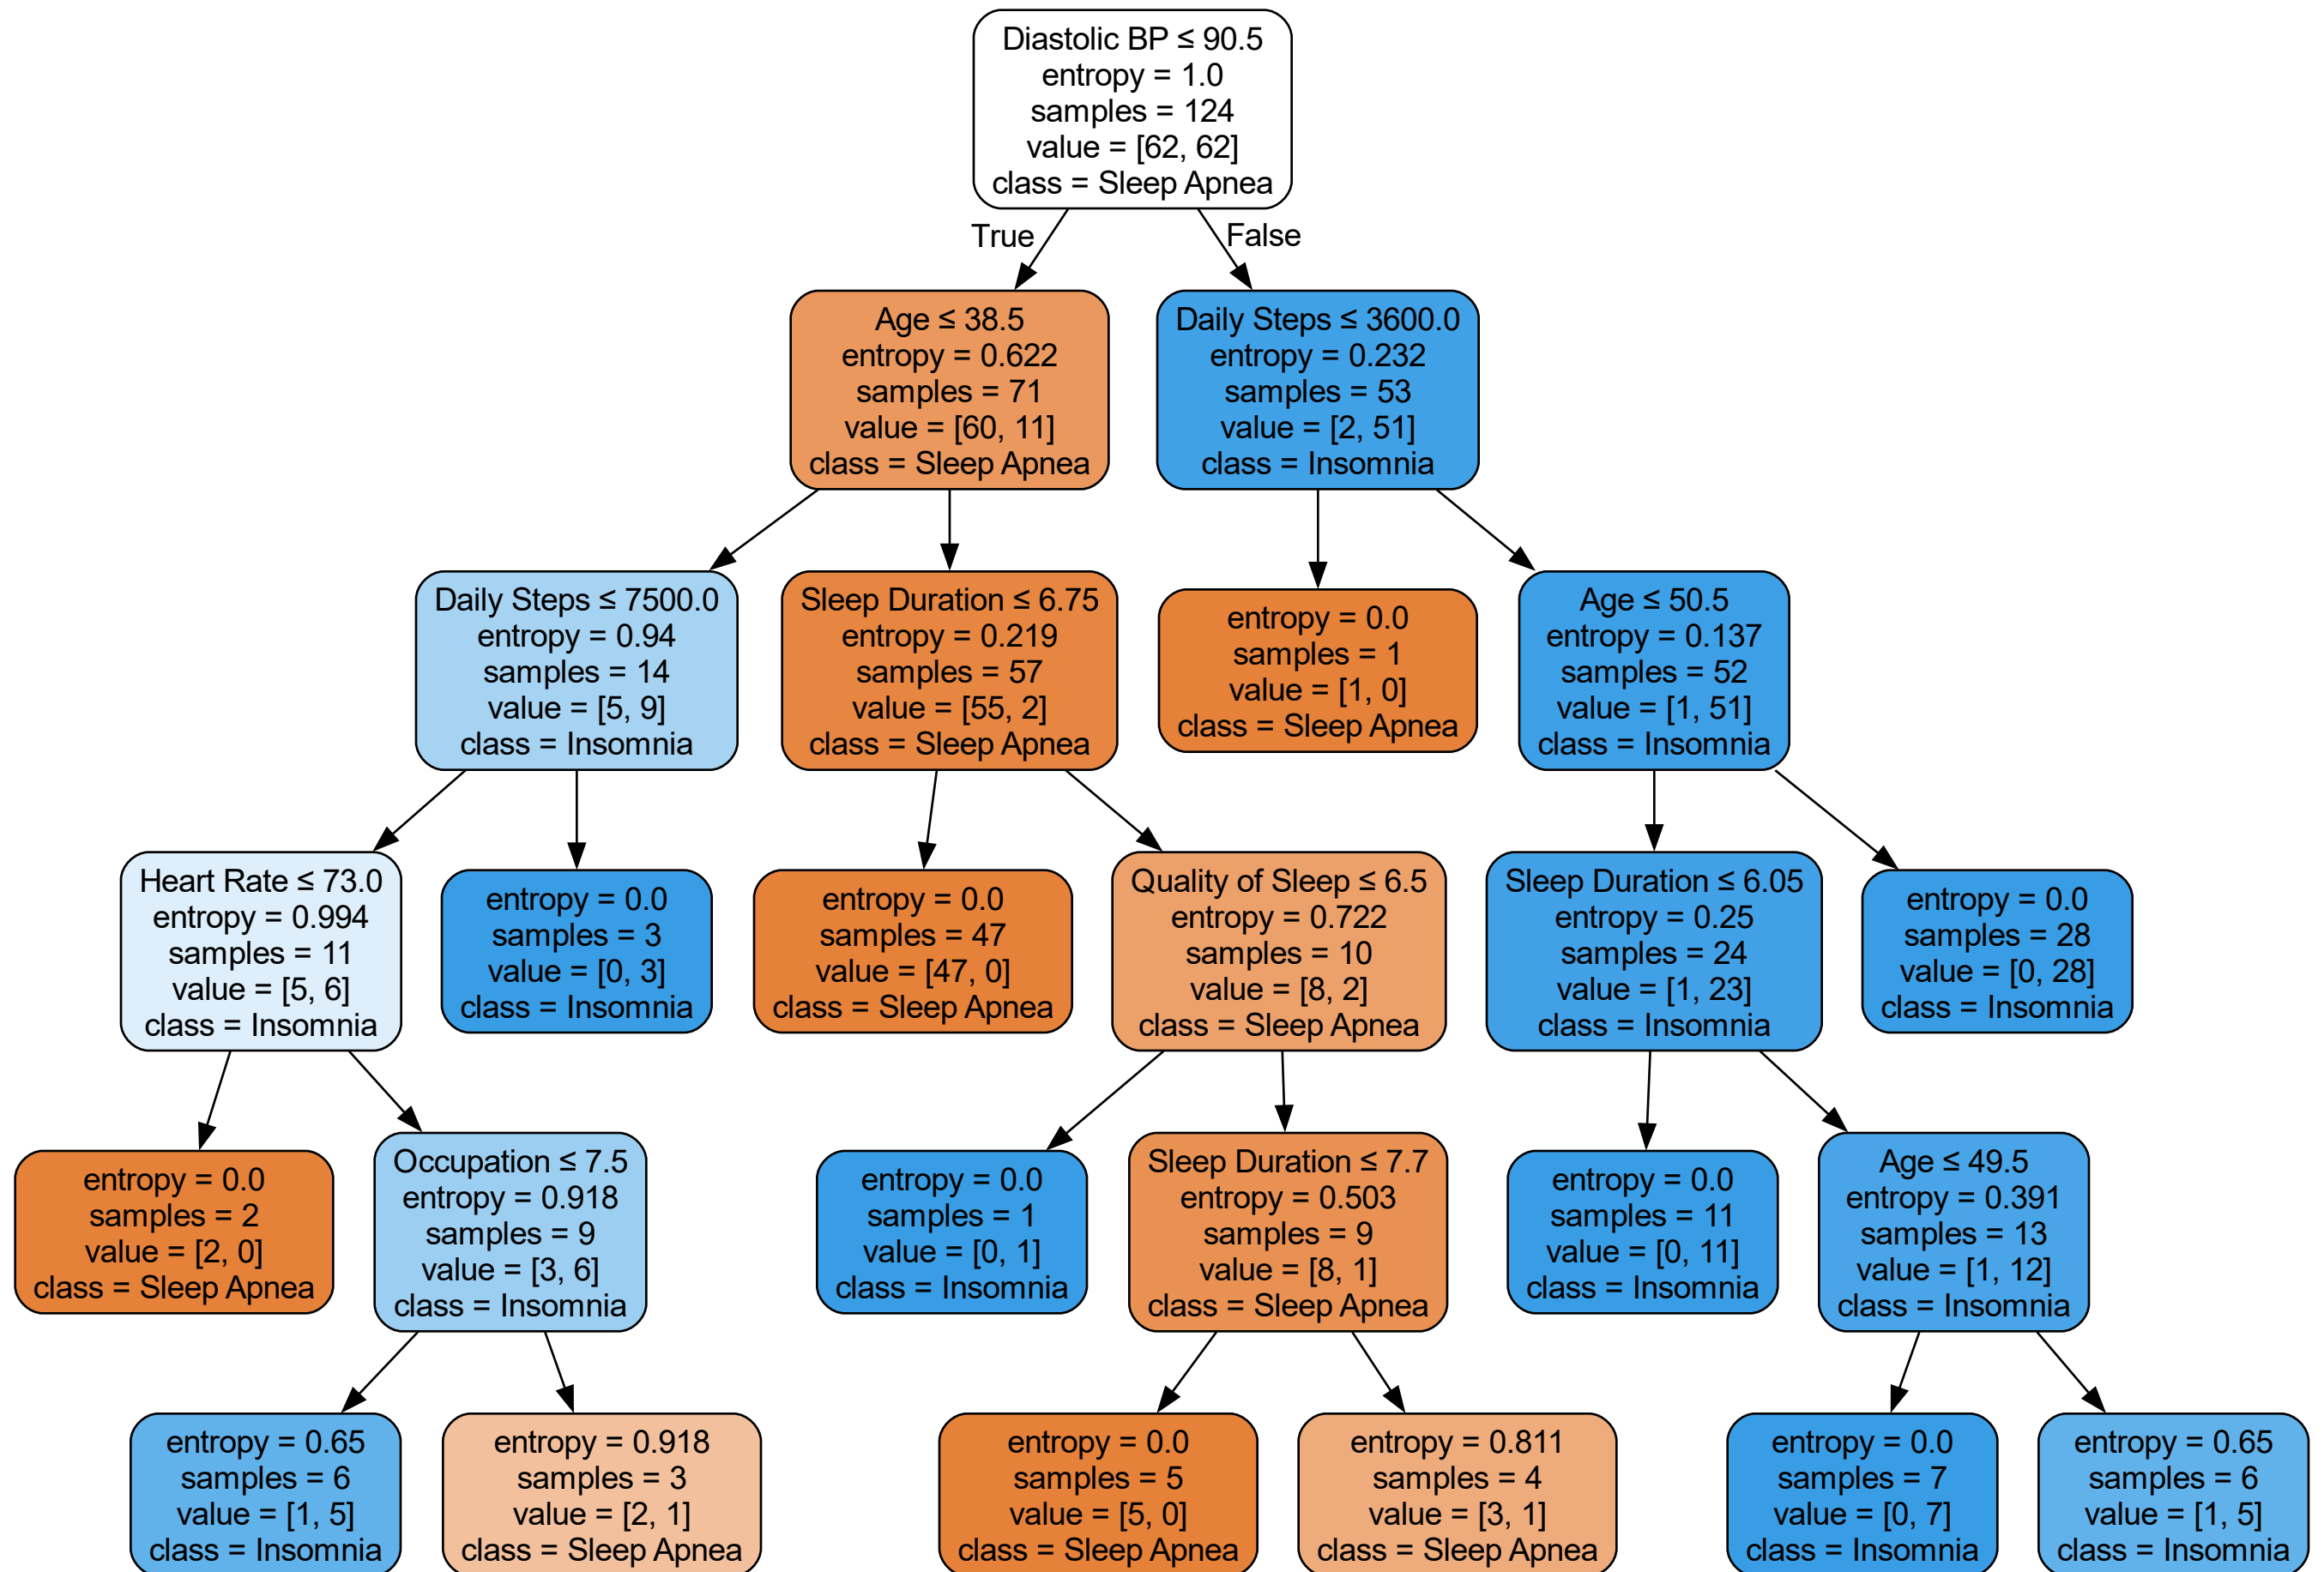 Diastolic BP ≤ 90.5
entropy = 1.0
samples = 124
value = [62, 62]
class = Sleep Apnea
True
False
Age ≤ 38.5
entropy = 0.622
samples = 71
value = [60, 11]
class = Sleep Apnea
Daily Steps ≤ 3600.0
entropy = 0.232
samples = 53
value = [2, 51]
class = Insomnia
Daily Steps ≤ 7500.0
entropy = 0.94
samples = 14
value = [5, 9]
class = Insomnia
Sleep Duration ≤ 6.75
entropy = 0.219
samples = 57
value = [55, 2]
class = Sleep Apnea
entropy = 0.0
samples = 1
value = [1, 0]
class = Sleep Apnea
Age ≤ 50.5
entropy = 0.137
samples = 52
value = [1, 51]
class = Insomnia
Heart Rate ≤ 73.0
entropy = 0.994
samples = 11
value = [5, 6]
class = Insomnia
entropy = 0.0
samples = 3
value = [0, 3]
class = Insomnia
entropy = 0.0
samples = 47
value = [47, 0]
class = Sleep Apnea
Quality of Sleep ≤ 6.5
entropy = 0.722
samples = 10
value = [8, 2]
class = Sleep Apnea
Sleep Duration ≤ 6.05
entropy = 0.25
samples = 24
value = [1, 23]
class = Insomnia
entropy = 0.0
samples = 28
value = [0, 28]
class = Insomnia
entropy = 0.0
samples = 2
value = [2, 0]
class = Sleep Apnea
Occupation ≤ 7.5
entropy = 0.918
samples = 9
value = [3, 6]
class = Insomnia
entropy = 0.0
samples = 1
value = [0, 1]
class = Insomnia
Sleep Duration ≤ 7.7
entropy = 0.503
samples = 9
value = [8, 1]
class = Sleep Apnea
entropy = 0.0
samples = 11
value = [0, 11]
class = Insomnia
Age ≤ 49.5
entropy = 0.391
samples = 13
value = [1, 12]
class = Insomnia
entropy = 0.65
samples = 6
value = [1, 5]
class = Insomnia
entropy = 0.918
samples = 3
value = [2, 1]
class = Sleep Apnea
entropy = 0.0
samples = 5
value = [5, 0]
class = Sleep Apnea
entropy = 0.811
samples = 4
value = [3, 1]
class = Sleep Apnea
entropy = 0.0
samples = 7
value = [0, 7]
class = Insomnia
entropy = 0.65
samples = 6
value = [1, 5]
class = Insomnia